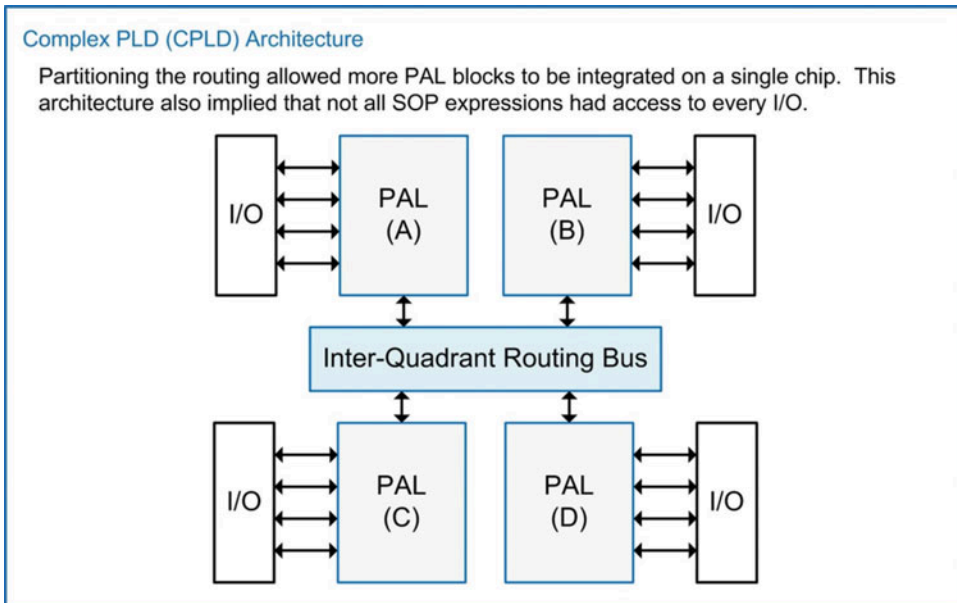 Complex PLD (CPLD) Architecture
Partitioning the routing allowed more PAL blocks to be integrated on a single chip.  This
architecture also implied that not all SOP expressions had access to every I/O.
I/O
PAL
(A)
PAL
(B)
I/O
Inter-Quadrant Routing Bus
I/O
PAL
(C)
PAL
(D)
I/O